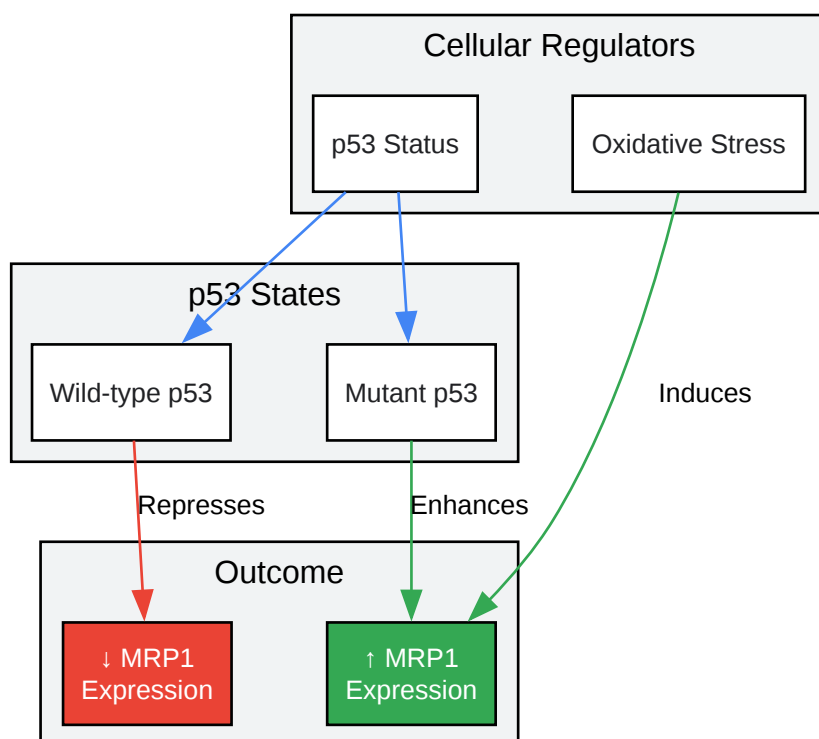 Cellular Regulators
p53 Status
Oxidative Stress
p53 States
Wild-type p53
Mutant p53
Induces
Represses
Enhances
Outcome
↓ MRP1
Expression
↑ MRP1
Expression